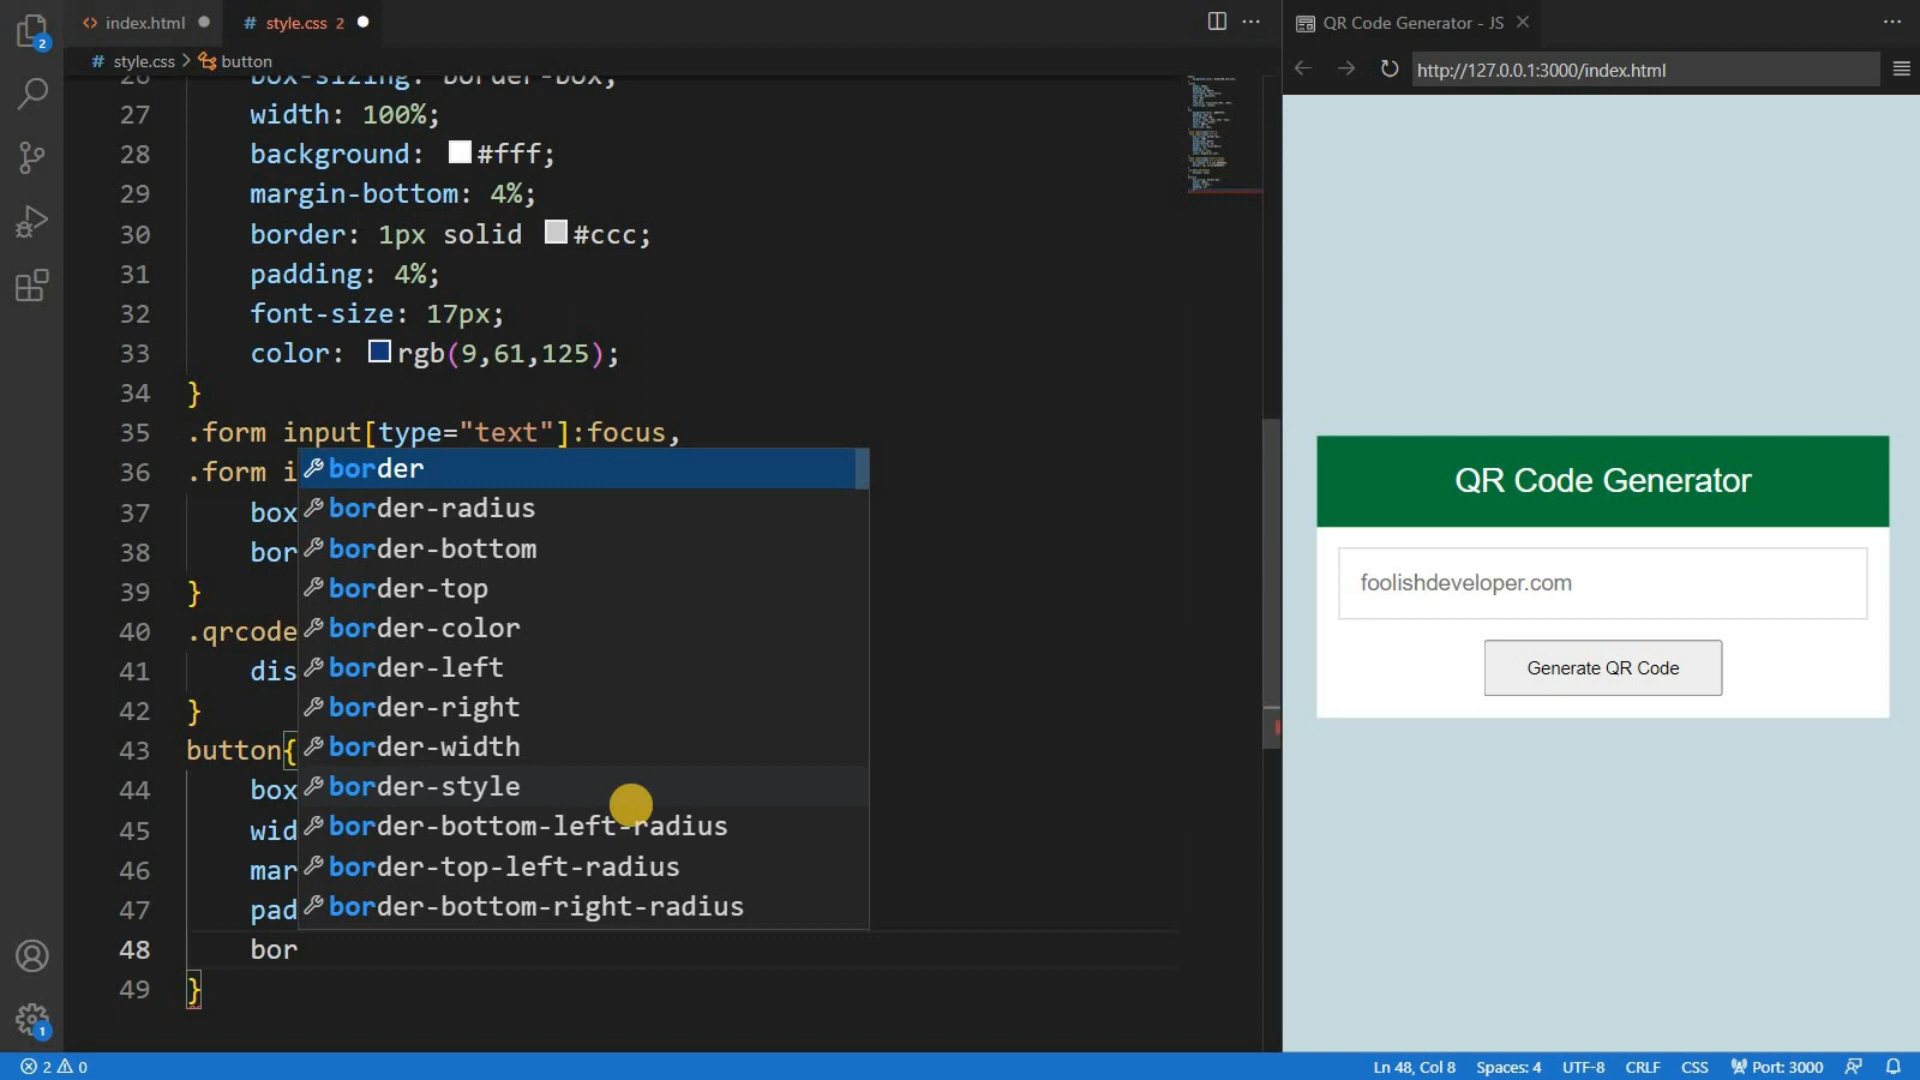 index.html
# style.css 2
QR Code Generator - JS
# style.css > button
http://127.0.0.1:3000/index.html
2
26 box-sizing: border-box;
27 width: 100%;
28 background: #fff;
29 margin-bottom: 4%;
30 border: 1px solid #ccc;
31 padding: 4%;
32 font-size: 17px;
33 color: rgb(9,61,125);
34 }
35 .form input[type="text"]:focus,
36 .form i
37 box
38 bor
39 }
40 .qrcode
41 dis
42 }
43 button{
44 box
45 wid
46 mar
47 pad
48 bor
49 }
border
border-radius
border-bottom
border-top
border-color
border-left
border-right
border-width
border-style
border-bottom-left-radius
border-top-left-radius
border-bottom-right-radius
QR Code Generator
foolishdeveloper.com
Generate QR Code
1
2 0
Ln 48, Col 8
Spaces: 4
UTF-8
CRLF
CSS
Port: 3000